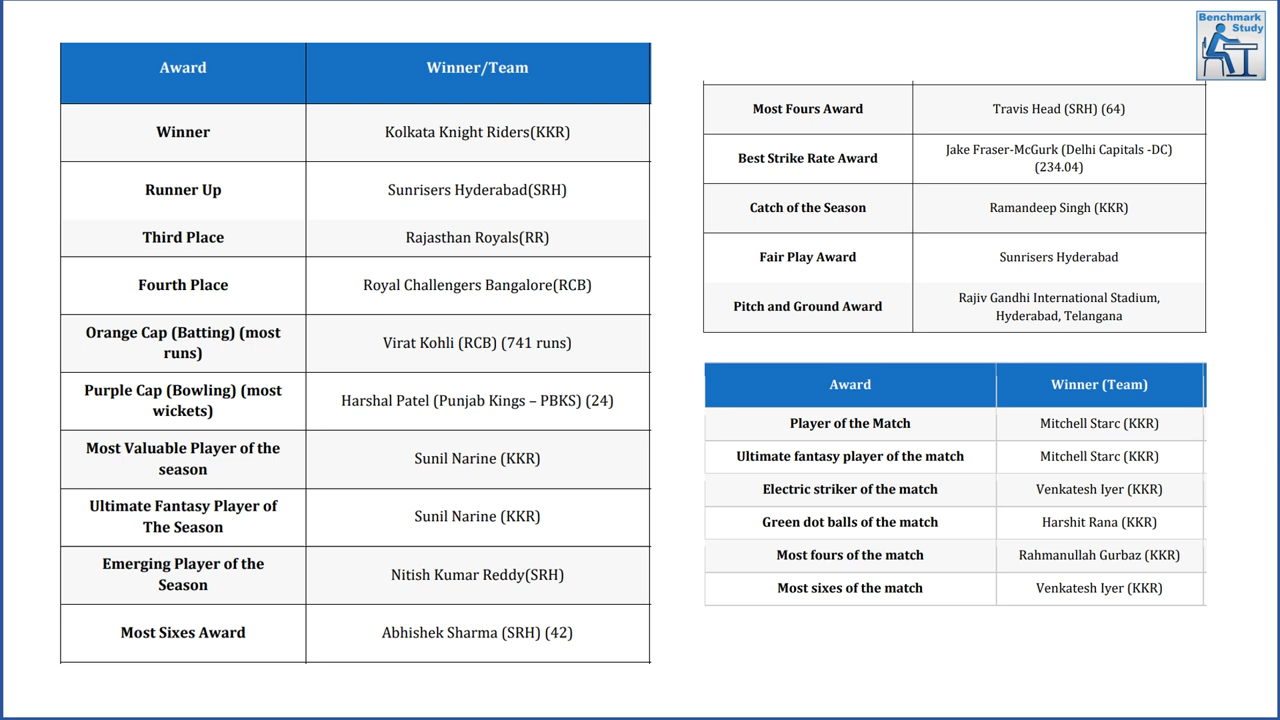 Benchmark
Study
Award Winner/Team
Winner Kolkata Knight Riders(KKR)
Runner Up Sunrisers Hyderabad(SRH)
Third Place Rajasthan Royals(RR)
Fourth Place Royal Challengers Bangalore(RCB)
Orange Cap (Batting) (most
runs) Virat Kohli (RCB) (741 runs)
Purple Cap (Bowling) (most
wickets) Harshal Patel (Punjab Kings – PBKS) (24)
Most Valuable Player of the
season Sunil Narine (KKR)
Ultimate Fantasy Player of
The Season Sunil Narine (KKR)
Emerging Player of the
Season Nitish Kumar Reddy(SRH)
Most Sixes Award Abhishek Sharma (SRH) (42)
Most Fours Award Travis Head (SRH) (64)
Best Strike Rate Award Jake Fraser-McGurk (Delhi Capitals -DC)
(234.04)
Catch of the Season Ramandeep Singh (KKR)
Fair Play Award Sunrisers Hyderabad
Pitch and Ground Award Rajiv Gandhi International Stadium,
Hyderabad, Telangana
Award Winner (Team)
Player of the Match Mitchell Starc (KKR)
Ultimate fantasy player of the match Mitchell Starc (KKR)
Electric striker of the match Venkatesh Iyer (KKR)
Green dot balls of the match Harshit Rana (KKR)
Most fours of the match Rahmanullah Gurbaz (KKR)
Most sixes of the match Venkatesh Iyer (KKR)